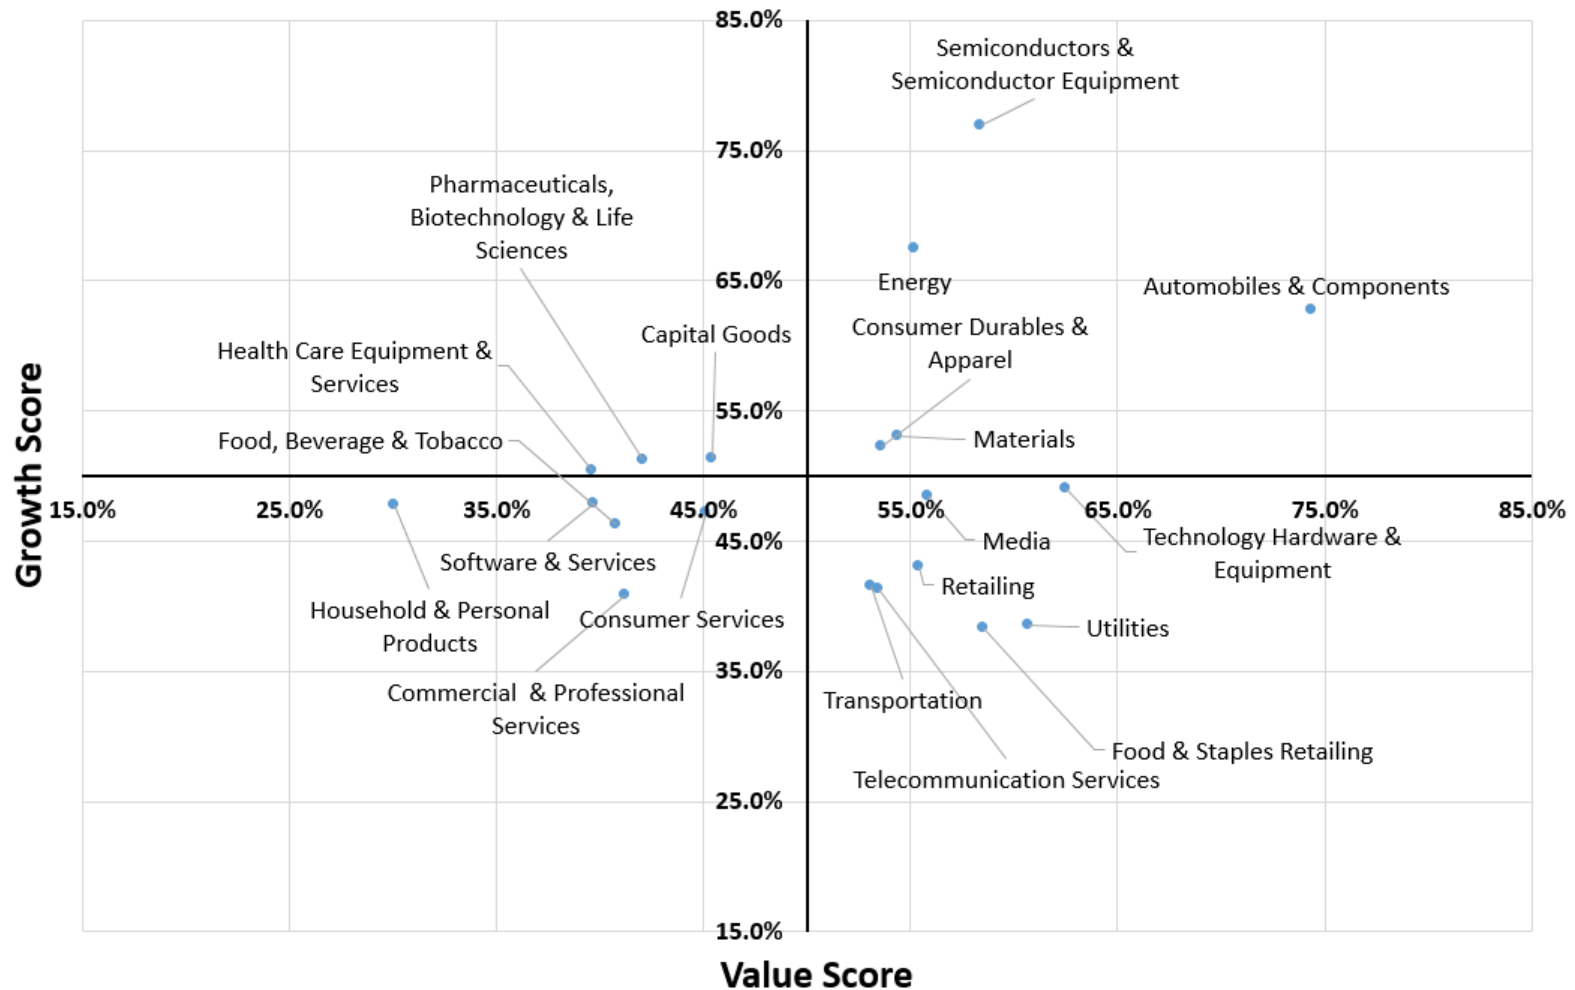 85.0%
Semiconductors &
Semiconductor Equipment
75.0%
Pharmaceuticals,
Biotechnology & Life
Sciences
65.0%
Energy
Automobiles & Components
Consumer Durables &
Apparel
Capital Goods
Health Care Equipment &
Services
55.0%
Food, Beverage & Tobacco
Materials
Growth Score
15.0%
25.0%
35.0%
45.0%
55.0%
65.0%
75.0%
85.0%
45.0%
Media
Technology Hardware &
Equipment
Software & Services
Retailing
Household & Personal
Products
Consumer Services
Utilities
35.0%
Commercial & Professional
Services
Transportation
Food & Staples Retailing
Telecommunication Services
25.0%
15.0%
Value Score